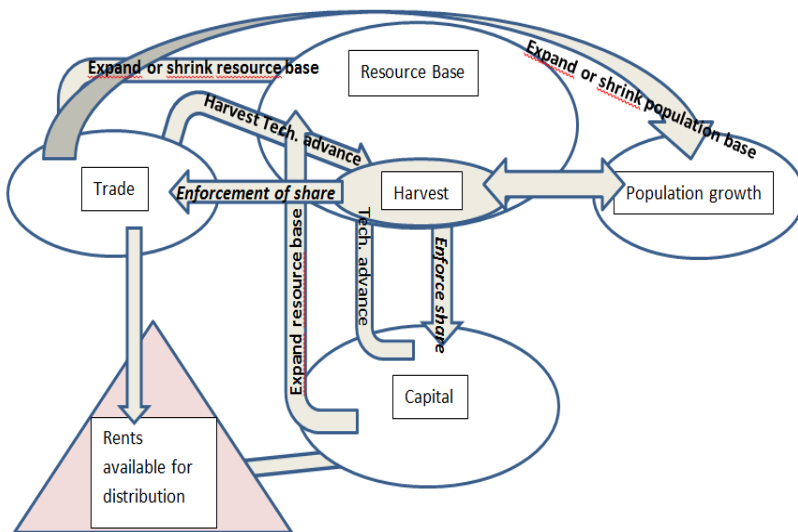 Expand or shrink resource base
Resource Base
Expand or shrink population base
Harvest Tech. advance
Trade
Enforcement of share
Harvest
Population growth
Expand resource base
Tech. advance
Enforce share
Capital
Rents
available for
distribution